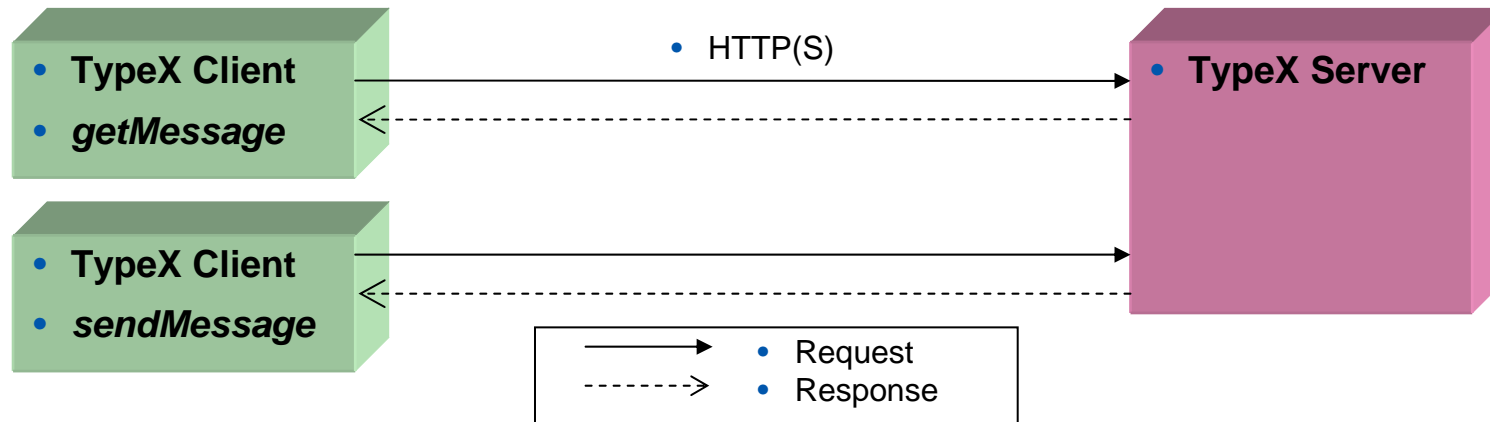 • TypeX Client
• getMessage
• HTTP(S)
• TypeX Server
• TypeX Client
• sendMessage
• Request
• Response